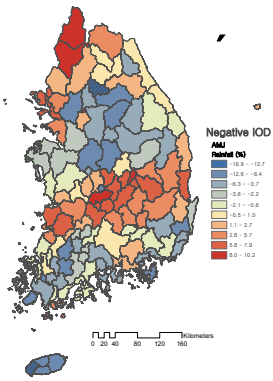 Negative IOD
AMJ
Rainfall (%)
-16.9 - -12.7
-12.6 - -6.4
-6.3 - -3.7
-3.6 - -2.2
-2.1 - -0.6
-0.5 - 1.0
1.1 - 2.7
2.8 - 5.7
5.8 - 7.9
8.0 - 10.2
Kilometers
0 20 40 80 120 160